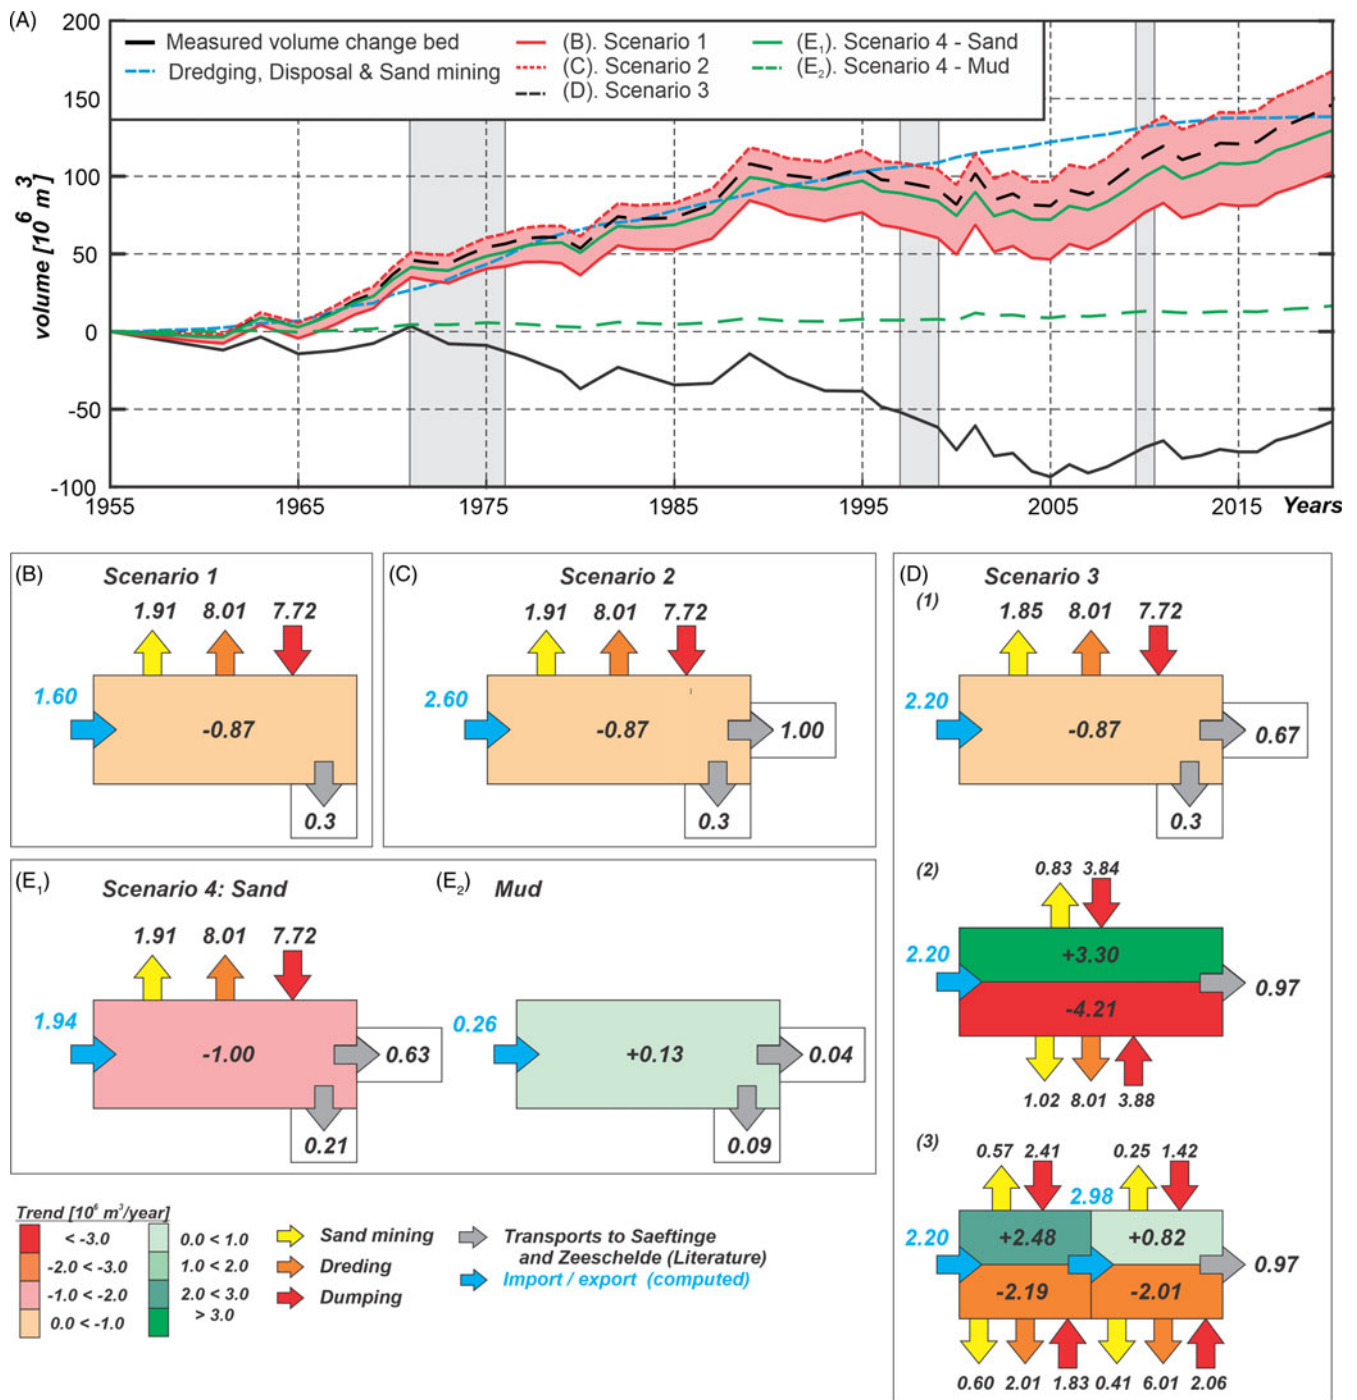 (A)
200
150
100
50
0
-50
-100
volume [10^6 m^3]
Measured volume change bed
Dredging, Disposal & Sand mining
(B). Scenario 1
(C). Scenario 2
(D). Scenario 3
(E₁). Scenario 4 - Sand
(E₂). Scenario 4 - Mud
1955 1965 1975 1985 1995 2005 2015 Years
(B) Scenario 1
1.91 8.01 7.72
1.60
-0.87
0.3
(C) Scenario 2
1.91 8.01 7.72
2.60
-0.87
1.00
0.3
(D) Scenario 3
(1)
1.85 8.01 7.72
2.20
-0.87
0.67
0.3
(2)
0.83 3.84
+3.30
2.20
0.97
-4.21
1.02 8.01 3.88
(3)
0.57 2.41 0.25 1.42
2.98
2.20
+2.48 +0.82
0.97
-2.19 -2.01
0.60 2.01 1.83 0.41 6.01 2.06
(E₁) Scenario 4: Sand
1.91 8.01 7.72
1.94
-1.00
0.63
0.21
(E₂) Mud
0.26
+0.13
0.04
0.09
Trend [10⁶ m³/year]
< -3.0
-2.0 < -3.0
-1.0 < -2.0
0.0 < -1.0
0.0 < 1.0
1.0 < 2.0
2.0 < 3.0
> 3.0
Sand mining
Dreding
Dumping
Transports to Saeftinge
and Zeeschelde (Literature)
Import / export (computed)